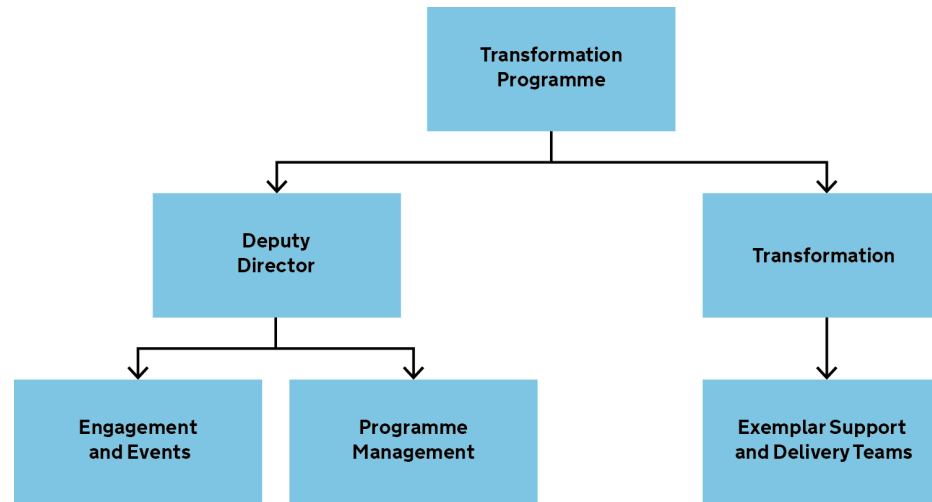 Transformation
Programme
Deputy
Director
Transformation
Engagement
and Events
Programme
Management
Exemplar Support
and Delivery Teams